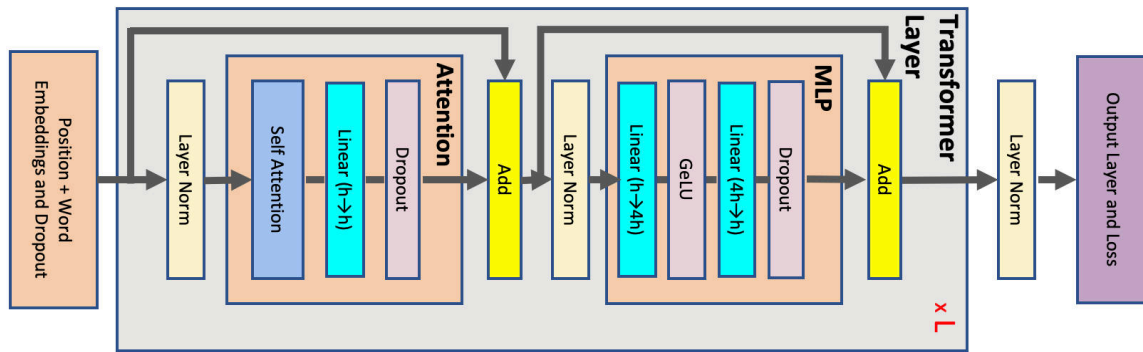 Position + Word
Embeddings and Dropout
Layer Norm
Self Attention
Linear (h→h)
Dropout
Attention
Add
Layer Norm
Linear (h→4h)
GeLU
Linear (4h→h)
Dropout
MLP
Add
Transformer
Layer
x L
Layer Norm
Output Layer and Loss